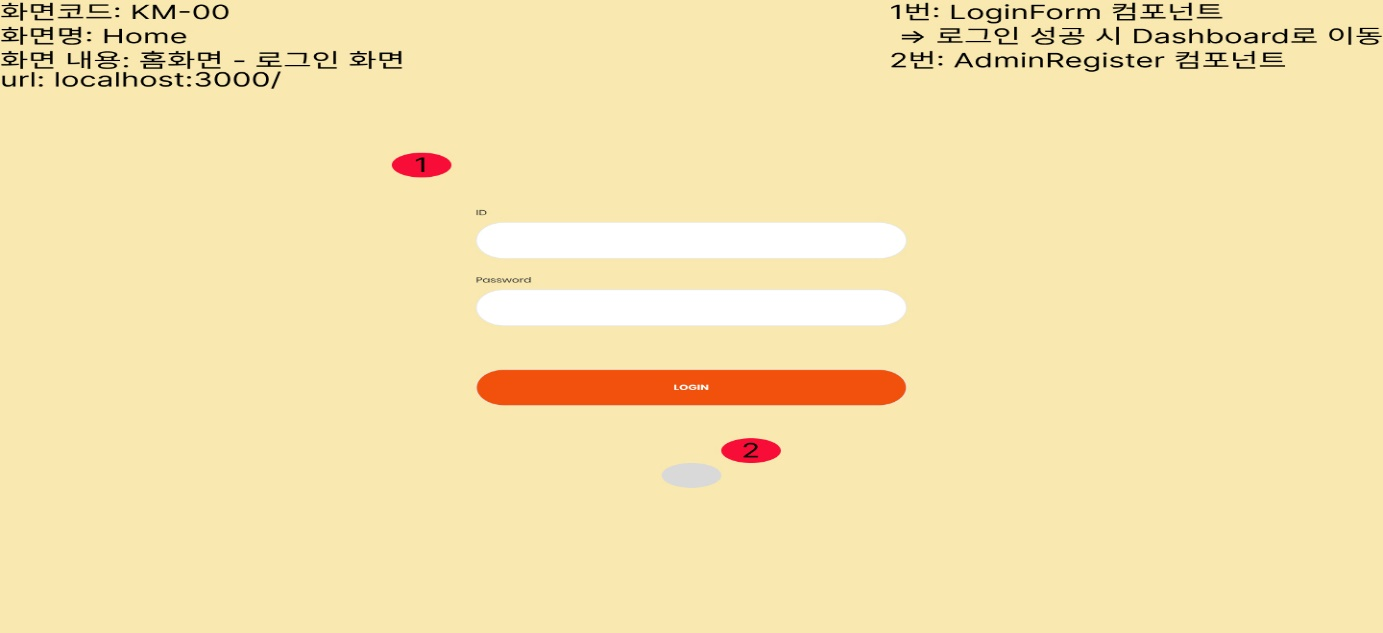 화면코드: KM-00
화면명: Home
화면 내용: 홈화면 - 로그인 화면
url: localhost:3000/
1번: LoginForm 컴포넌트
⇒ 로그인 성공 시 Dashboard로 이동
2번: AdminRegister 컴포넌트
1
ID
Password
LOGIN
2